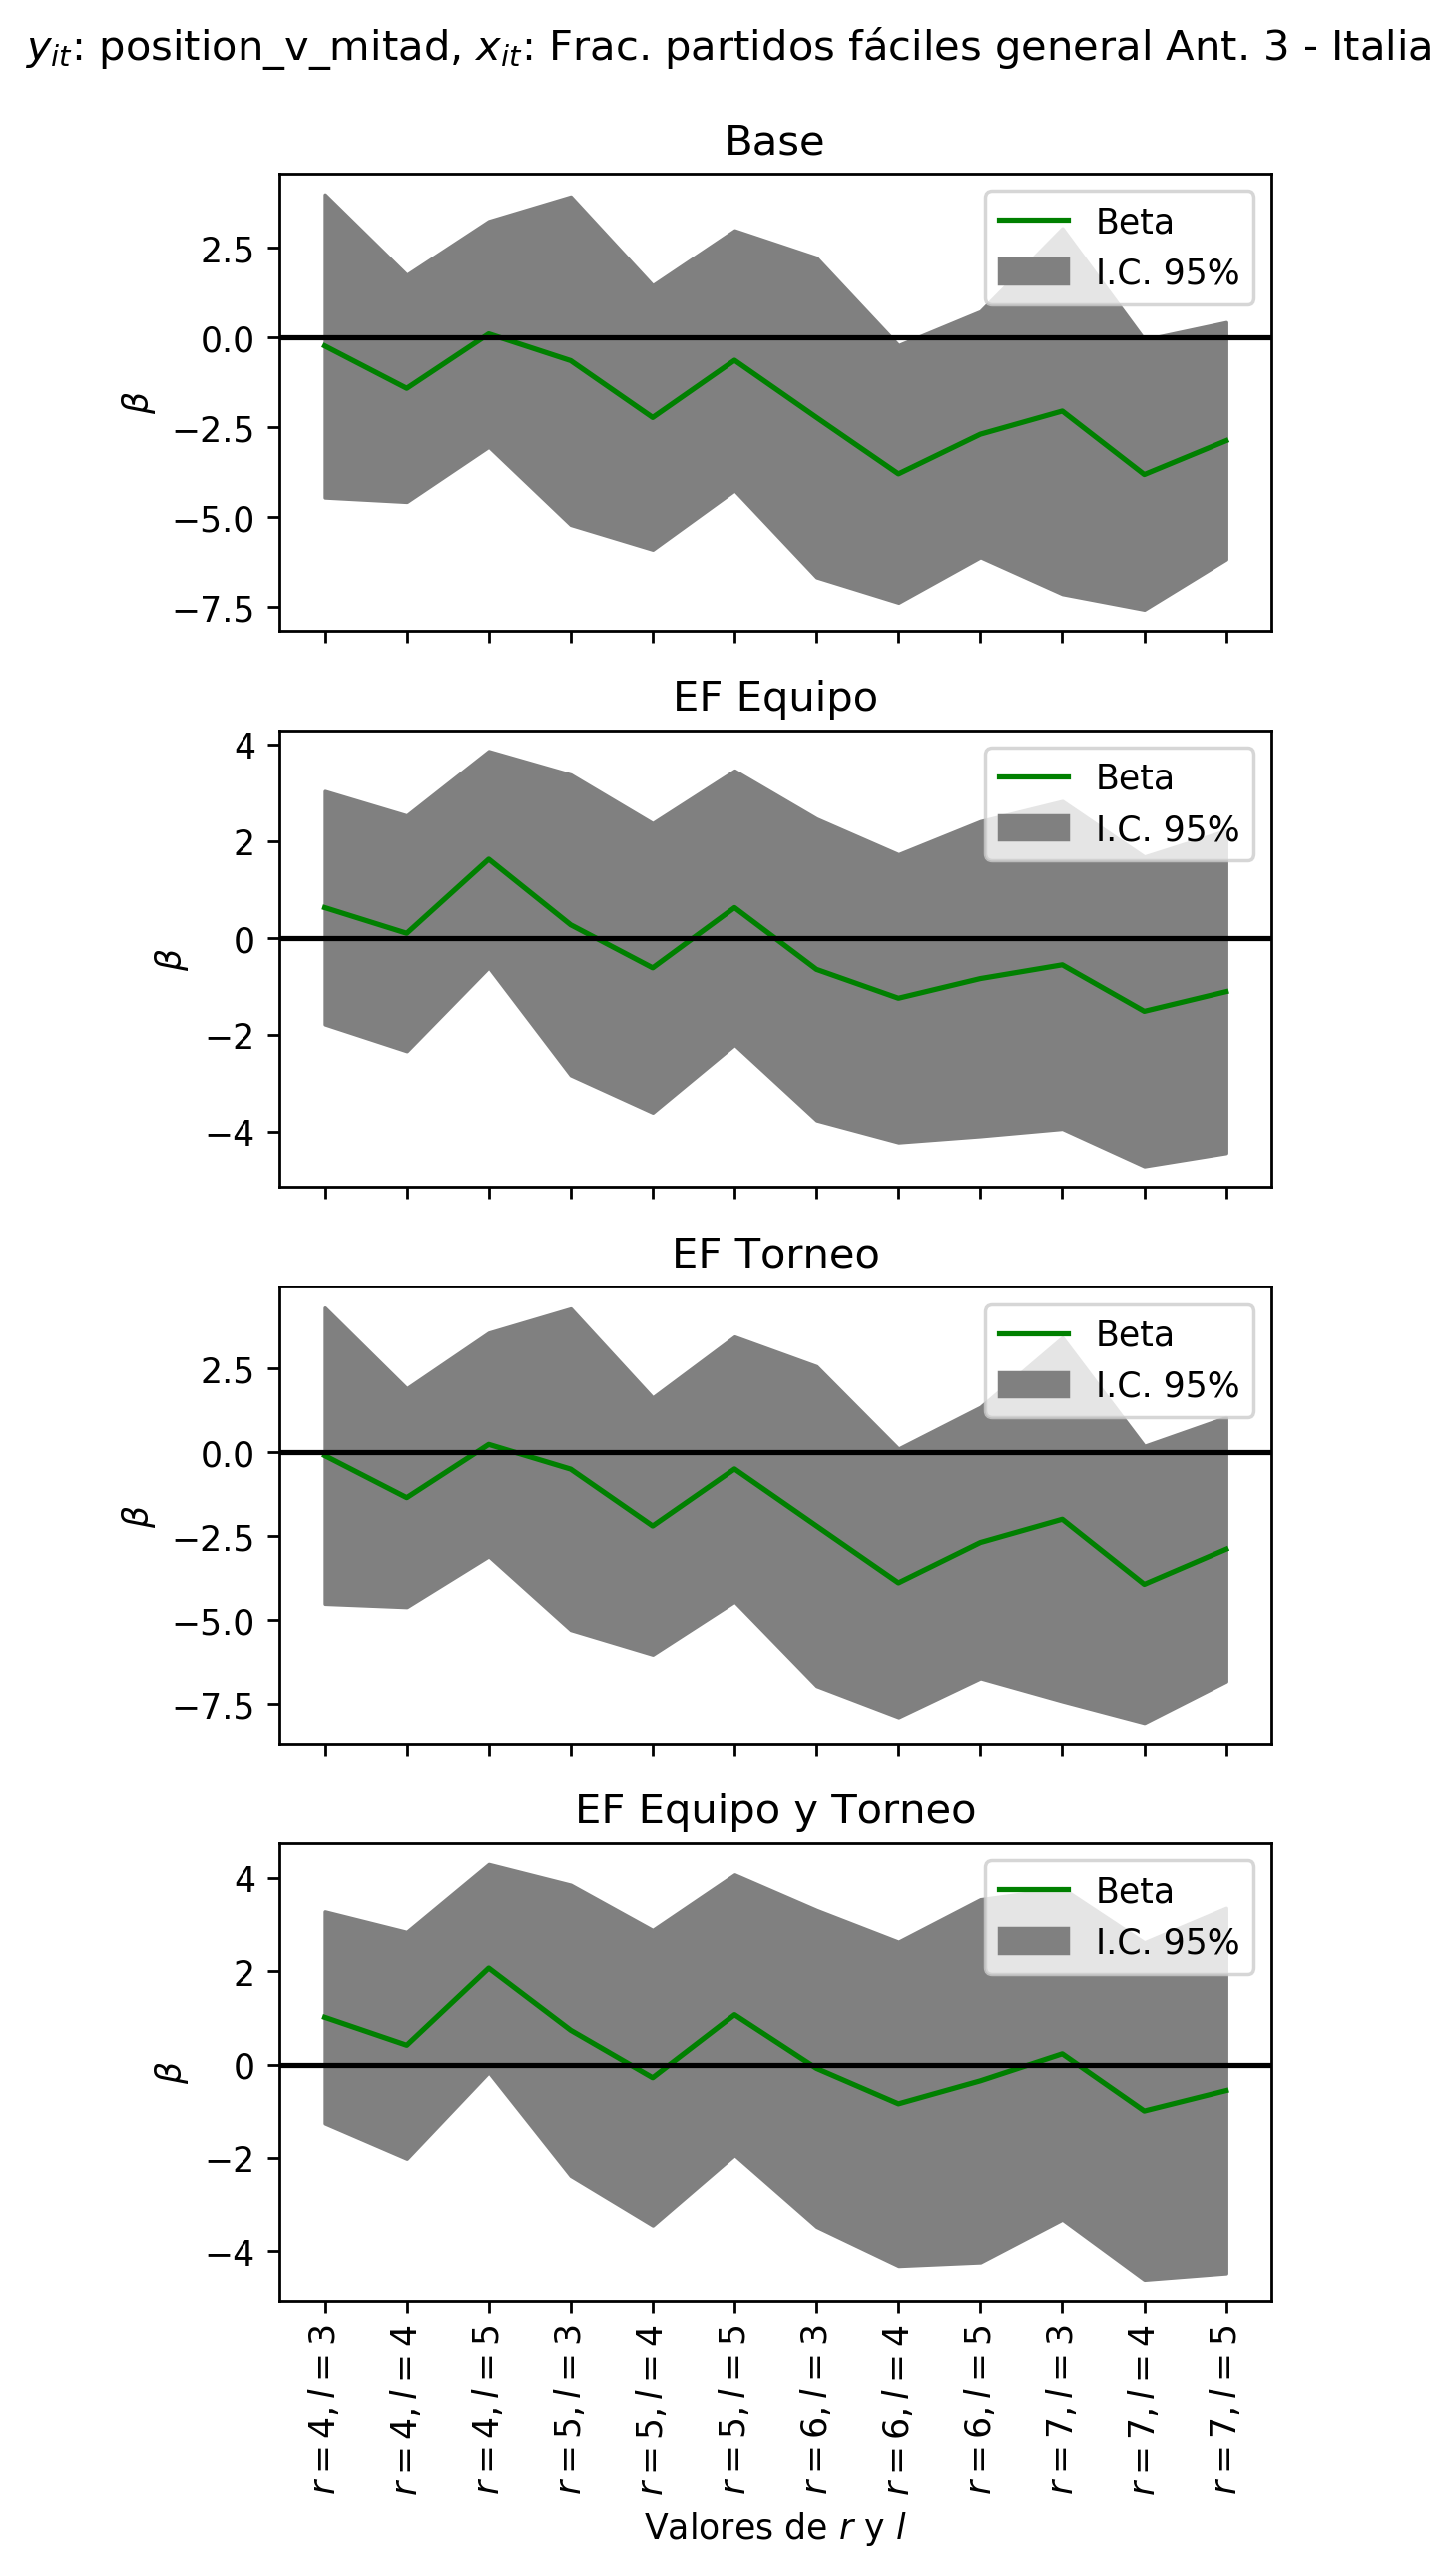 y_it: position_v_mitad, x_it: Frac. partidos fáciles general Ant. 3 - Italia
Base
Beta
I.C. 95%
2.5
0.0
−2.5
−5.0
−7.5
β
EF Equipo
Beta
I.C. 95%
4
2
0
−2
−4
β
EF Torneo
Beta
I.C. 95%
2.5
0.0
−2.5
−5.0
−7.5
β
EF Equipo y Torneo
Beta
I.C. 95%
4
2
0
−2
−4
β
r = 4, l = 3
r = 4, l = 4
r = 4, l = 5
r = 5, l = 3
r = 5, l = 4
r = 5, l = 5
r = 6, l = 3
r = 6, l = 4
r = 6, l = 5
r = 7, l = 3
r = 7, l = 4
r = 7, l = 5
Valores de r y l